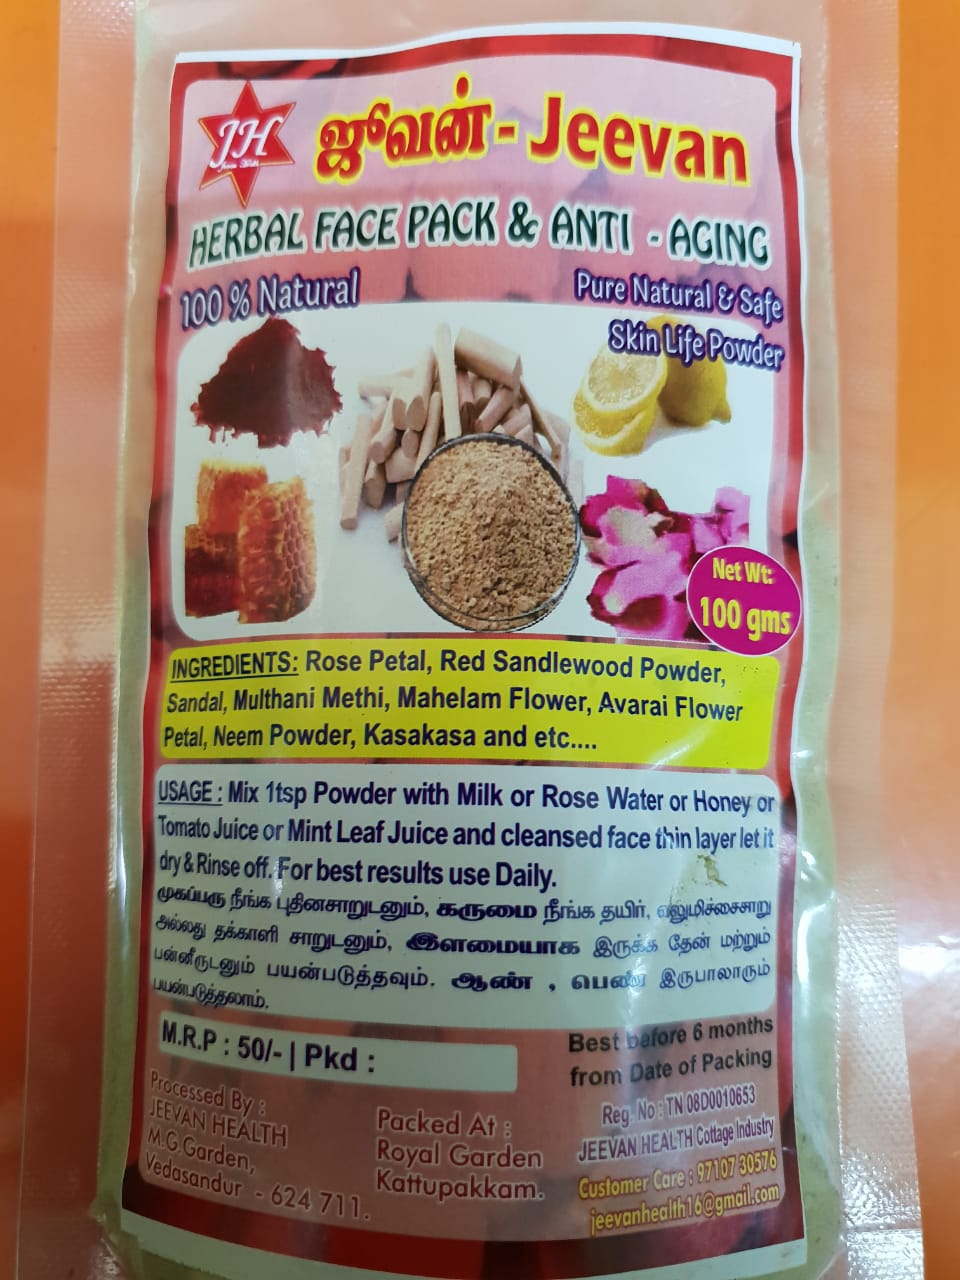 JH
ஜீவன் - Jeevan
HERBAL FACE PACK & ANTI - AGING
100 % Natural
Pure Natural & Safe
Skin Life Powder
Net Wt:
100 gms
INGREDIENTS: Rose Petal, Red Sandlewood Powder,
Sandal, Multhani Methi, Mahelam Flower, Avarai Flower
Petal, Neem Powder, Kasakasa and etc....
USAGE : Mix 1tsp Powder with Milk or Rose Water or Honey or
Tomato Juice or Mint Leaf Juice and cleansed face thin layer let it
dry & Rinse off. For best results use Daily.
முகப்பரு நீங்க புதினசாறுடனும், கருமை நீங்க தயிர், எலுமிச்சைசாறு
அல்லது தக்காளி சாறுடனும், இளமையாக இருக்க தேன் மற்றும்
பன்னீருடனும் பயன்படுத்தவும். ஆண் , பெண் இருபாலாரும்
பயன்படுத்தலாம்.
M.R.P : 50/- | Pkd :
Best before 6 months
from Date of Packing
Processed By :
JEEVAN HEALTH
M.G.Garden,
Vedasandur - 624 711.
Packed At :
Royal Garden
Kattupakkam.
Reg. No : TN 08D0010653
JEEVAN HEALTH Cottage Industry
Customer Care : 97107 30576
jeevanhealth16@gmail.com